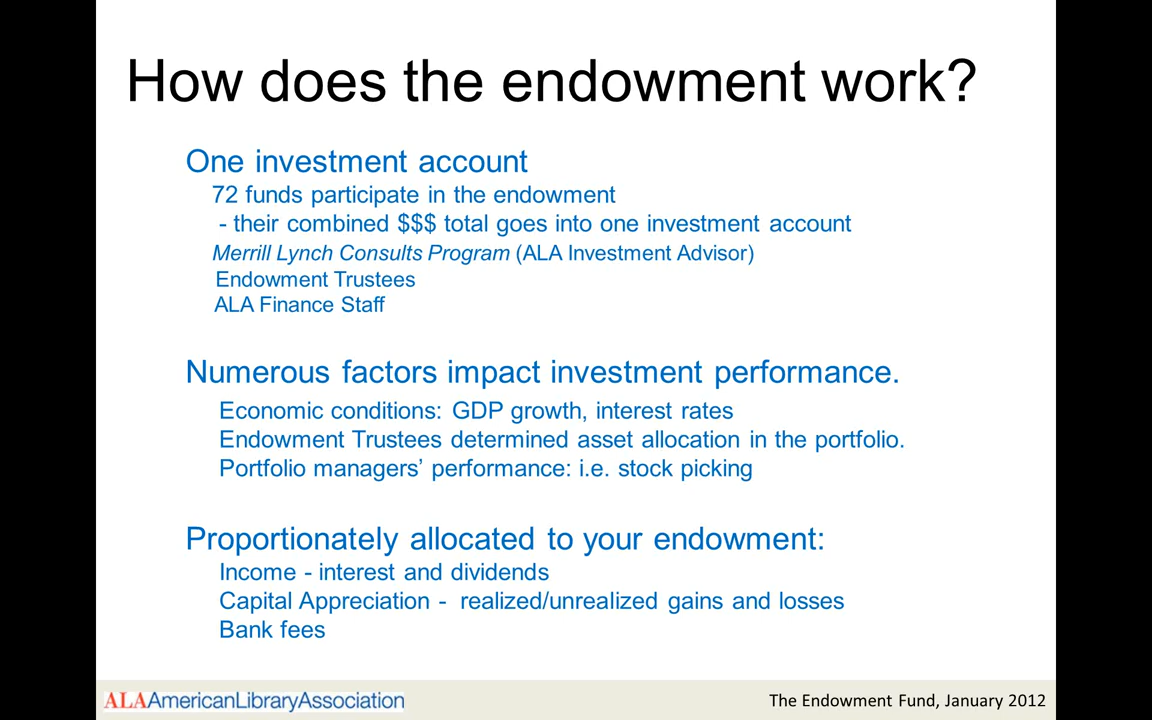 How does the endowment work?
One investment account
72 funds participate in the endowment
- their combined $$$ total goes into one investment account
Merrill Lynch Consults Program (ALA Investment Advisor)
Endowment Trustees
ALA Finance Staff
Numerous factors impact investment performance.
Economic conditions: GDP growth, interest rates
Endowment Trustees determined asset allocation in the portfolio.
Portfolio managers’ performance: i.e. stock picking
Proportionately allocated to your endowment:
Income - interest and dividends
Capital Appreciation - realized/unrealized gains and losses
Bank fees
ALAAmericanLibraryAssociation
The Endowment Fund, January 2012